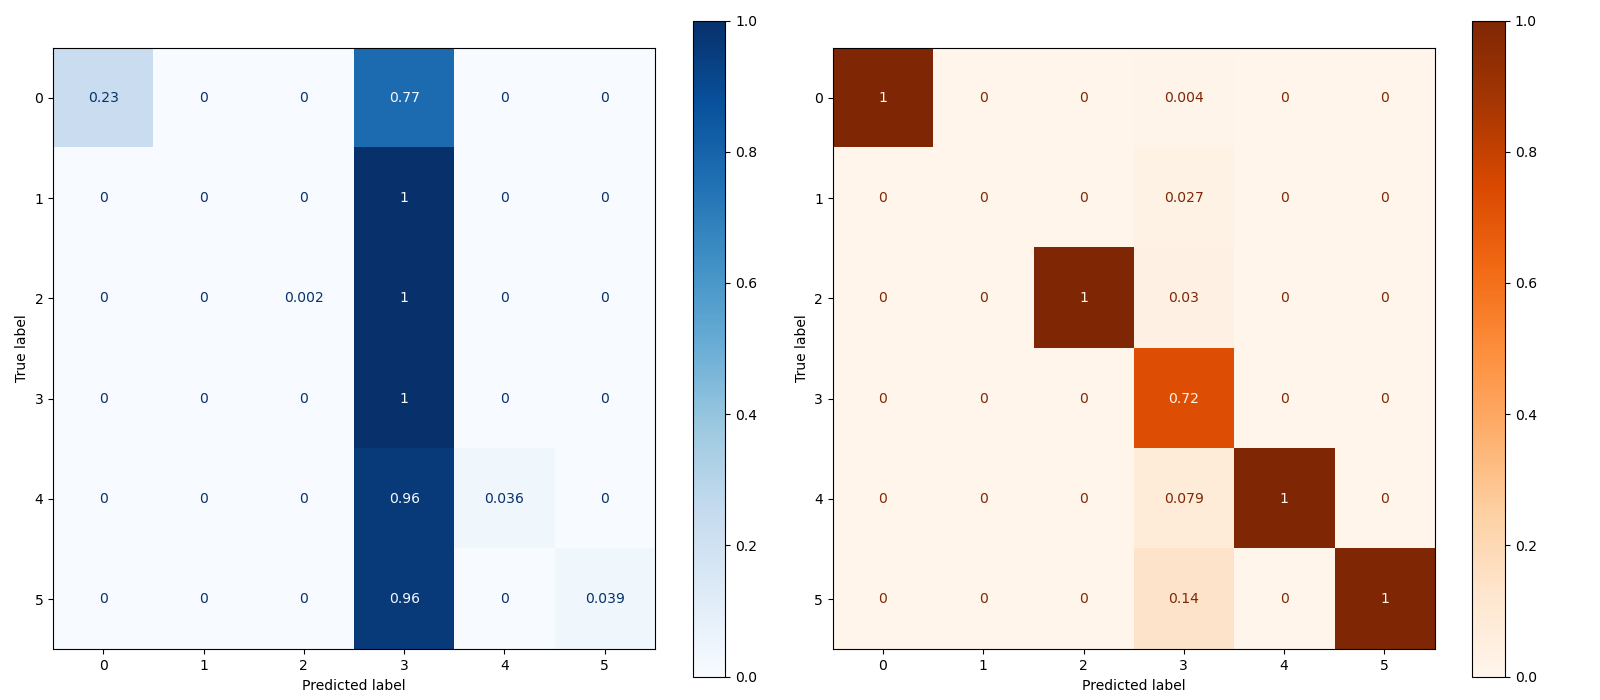 1.0
0.8
0.6
0.4
0.2
0.0
True label
0 0.23 0 0 0.77 0 0
1 0 0 0 1 0 0
2 0 0 0.002 1 0 0
3 0 0 0 1 0 0
4 0 0 0 0.96 0.036 0
5 0 0 0 0.96 0 0.039
0 1 2 3 4 5
Predicted label
1.0
0.8
0.6
0.4
0.2
0.0
True label
0 1 0 0 0.004 0 0
1 0 0 0 0.027 0 0
2 0 0 1 0.03 0 0
3 0 0 0 0.72 0 0
4 0 0 0 0.079 1 0
5 0 0 0 0.14 0 1
0 1 2 3 4 5
Predicted label